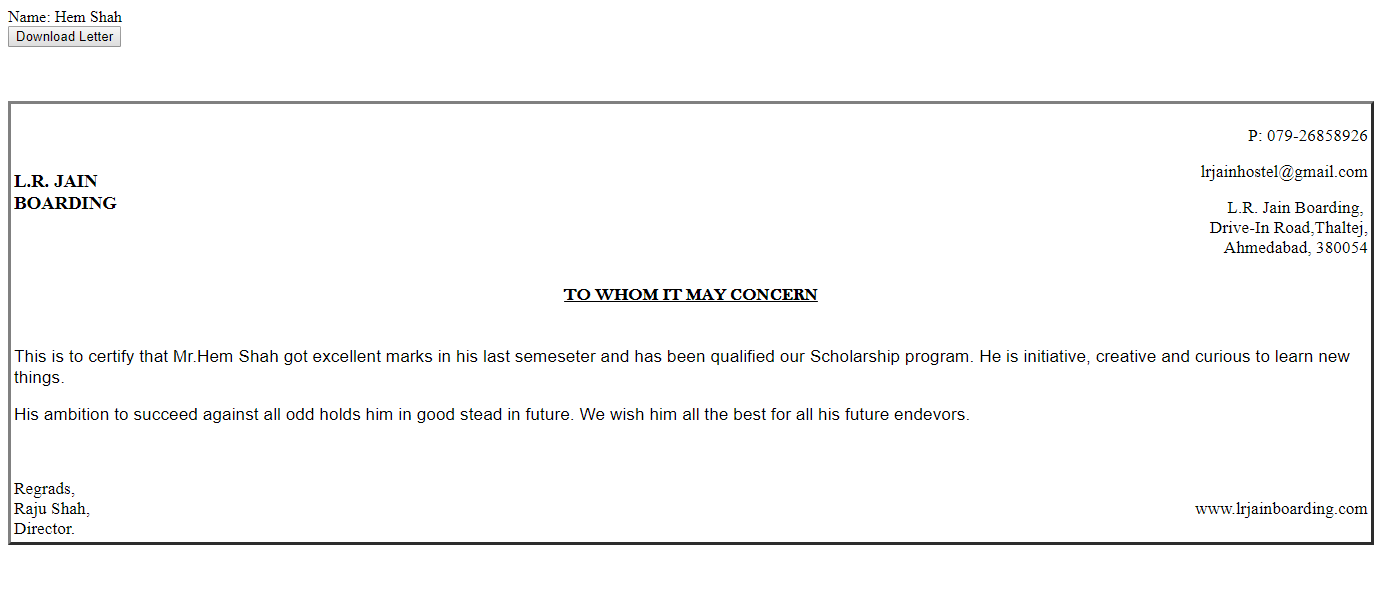 Name: Hem Shah
Download Letter
P: 079-26858926
lrjainhostel@gmail.com
L.R. JAIN
BOARDING
L.R. Jain Boarding,
Drive-In Road,Thaltej,
Ahmedabad, 380054
TO WHOM IT MAY CONCERN
This is to certify that Mr.Hem Shah got excellent marks in his last semeseter and has been qualified our Scholarship program. He is initiative, creative and curious to learn new
things.
His ambition to succeed against all odd holds him in good stead in future. We wish him all the best for all his future endevors.
Regrads,
Raju Shah,
Director.
www.lrjainboarding.com